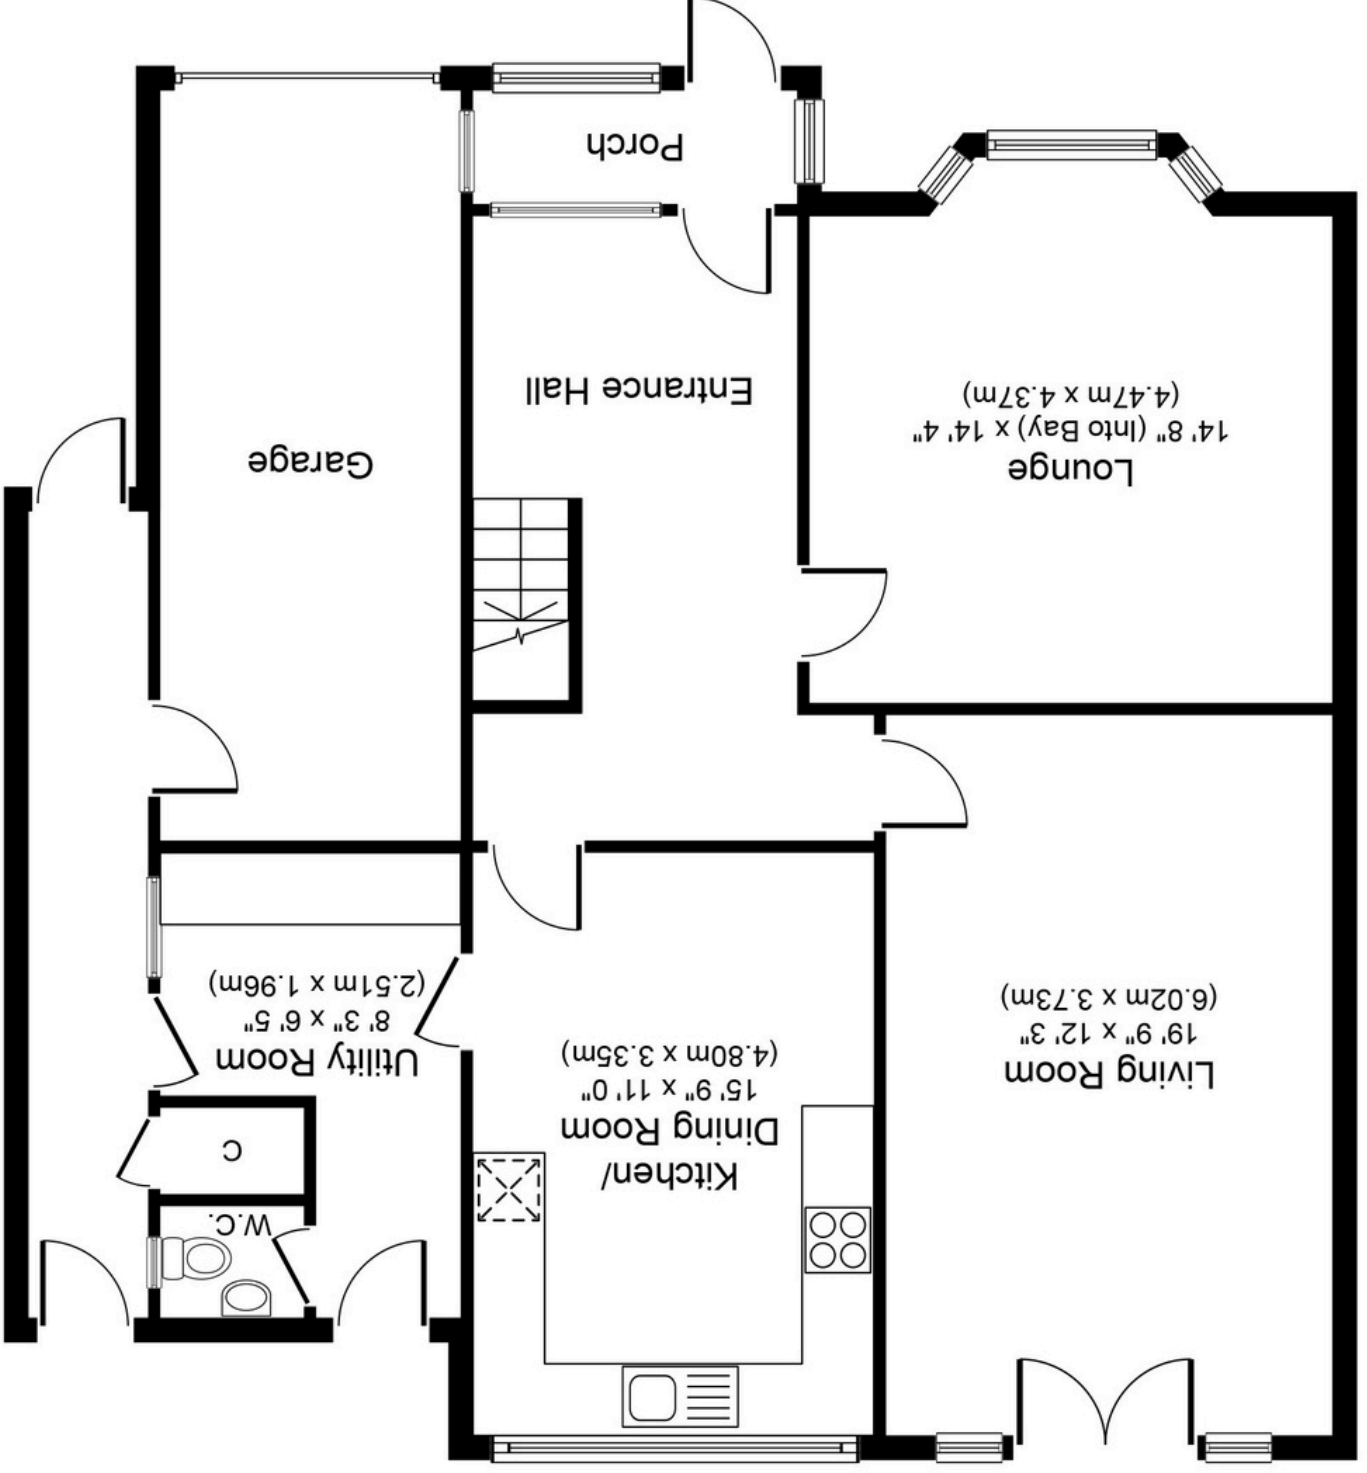 Living Room
19' 9" x 12' 3"
(6.02m x 3.73m)
Kitchen/
Dining Room
15' 9" x 11' 0"
(4.80m x 3.35m)
W.C.
C
Utility Room
8' 3" x 6' 5"
(2.51m x 1.96m)
Lounge
14' 8" (Into Bay) x 14' 4"
(4.47m x 4.37m)
Entrance Hall
Garage
Porch